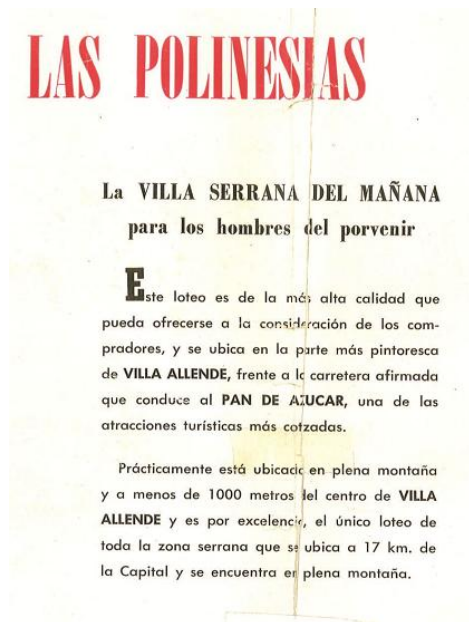 LAS POLINESIAS
La VILLA SERRANA DEL MAÑANA
para los hombres del porvenir
Este loteo es de la más alta calidad que
pueda ofrecerse a la consideración de los com-
pradores, y se ubica en la parte más pintoresca
de VILLA ALLENDE, frente a la carretera afirmada
que conduce al PAN DE AZUCAR, una de las
atracciones turísticas más cotzadas.
Prácticamente está ubicado en plena montaña
y a menos de 1000 metros del centro de VILLA
ALLENDE y es por excelencia, el único loteo de
toda la zona serrana que se ubica a 17 km. de
la Capital y se encuentra en plena montaña.